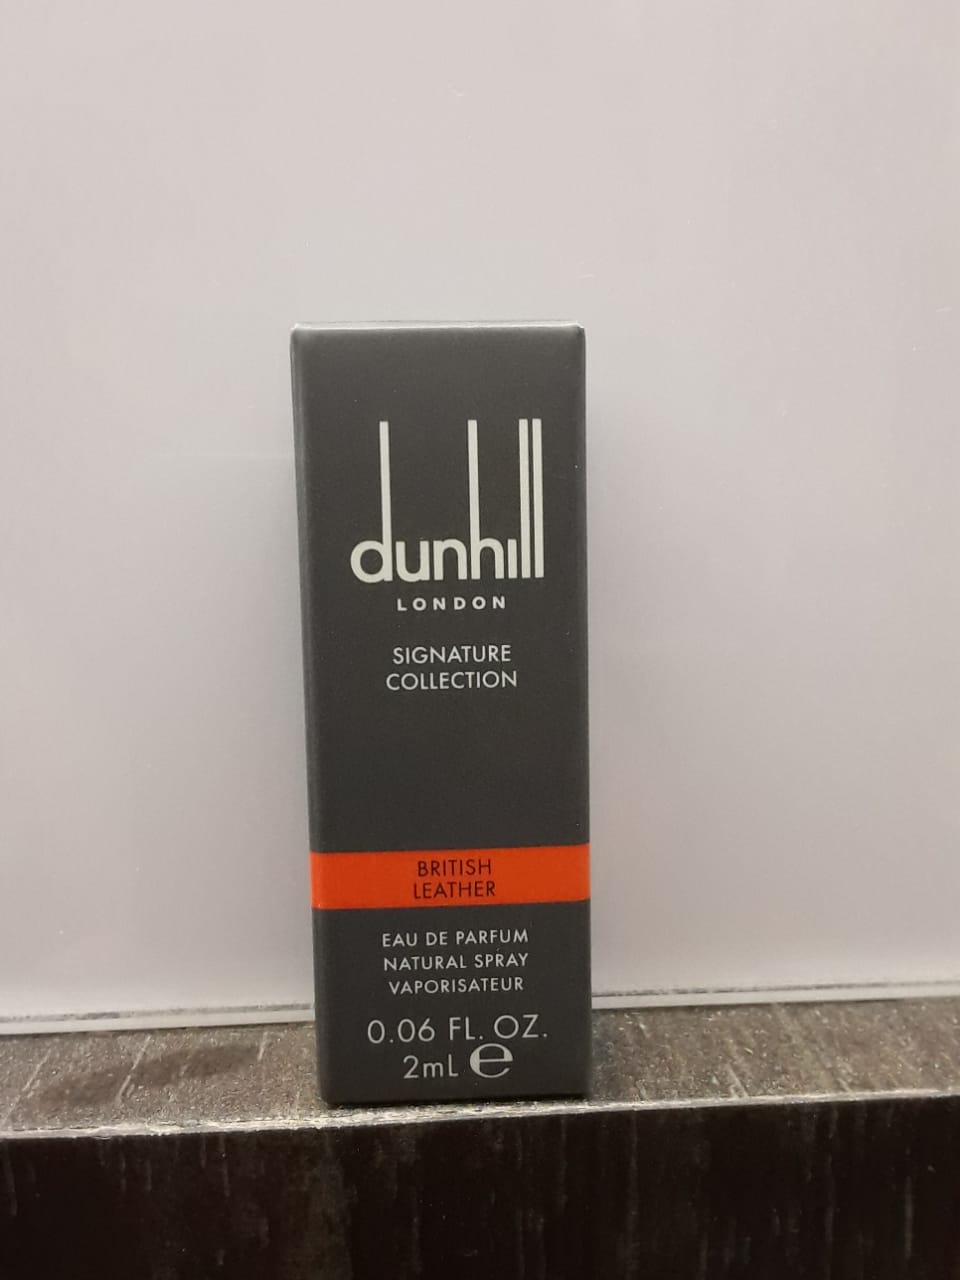 dunhill
LONDON
SIGNATURE
COLLECTION
BRITISH
LEATHER
EAU DE PARFUM
NATURAL SPRAY
VAPORISATEUR
0.06 FL. OZ.
2mL ℮